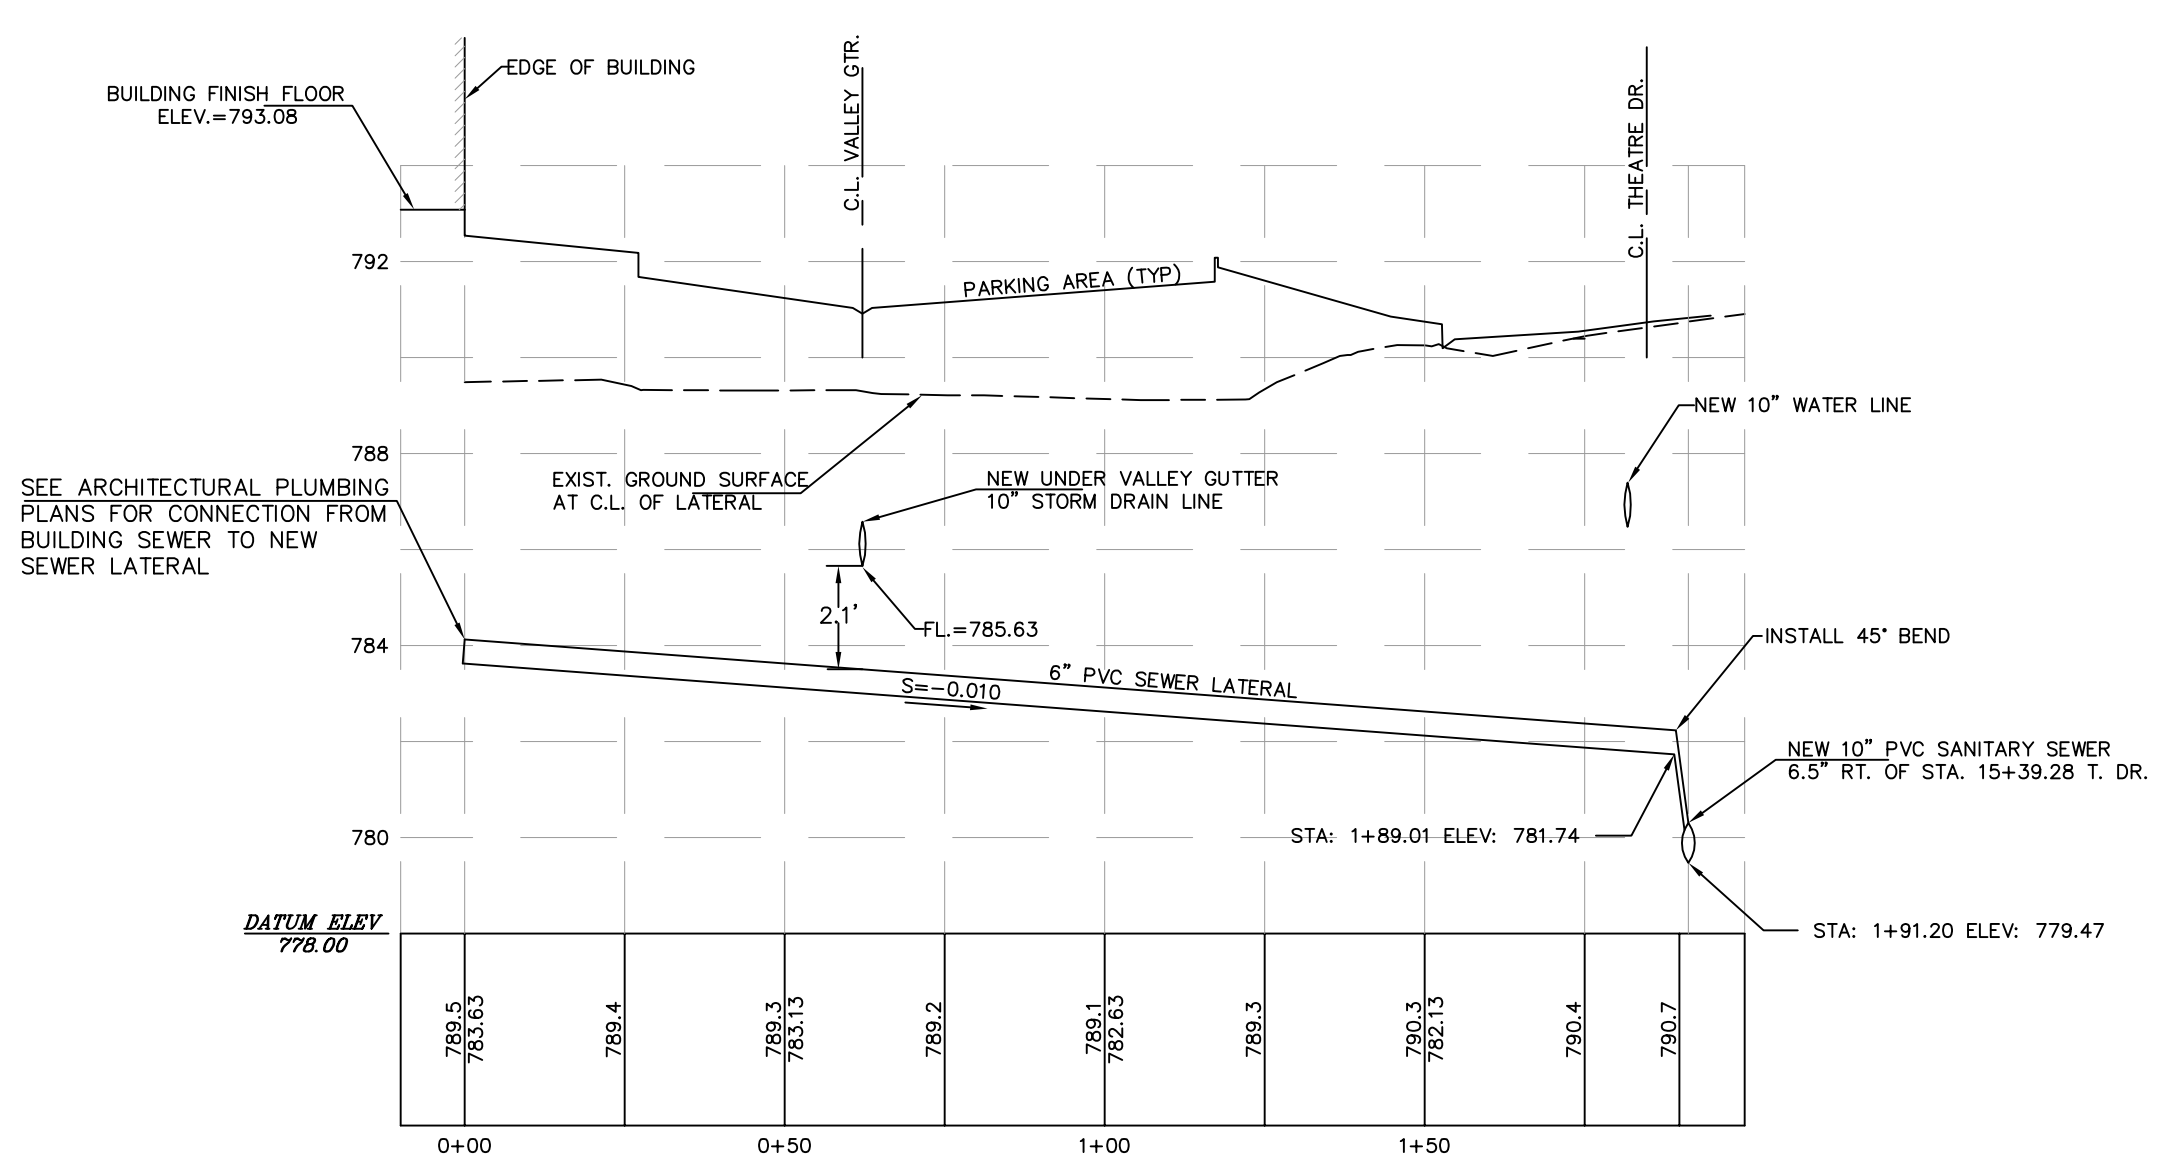 C.L. VALLEY GTR.
EDGE OF BUILDING
BUILDING FINISH FLOOR
ELEV.=793.08
C.L. THEATRE DR.
792
PARKING AREA (TYP)
NEW 10" WATER LINE
788
SEE ARCHITECTURAL PLUMBING
PLANS FOR CONNECTION FROM
BUILDING SEWER TO NEW
SEWER LATERAL
EXIST. GROUND SURFACE
AT C.L. OF LATERAL
NEW UNDER VALLEY GUTTER
10" STORM DRAIN LINE
2.1'
FL.=785.63
784
INSTALL 45° BEND
6" PVC SEWER LATERAL
S=-0.010
NEW 10" PVC SANITARY SEWER
6.5" RT. OF STA. 15+39.28 T. DR.
780
STA: 1+89.01 ELEV: 781.74
DATUM ELEV
778.00
STA: 1+91.20 ELEV: 779.47
789.5
783.63
789.4
789.3
783.13
789.2
789.1
782.63
789.3
790.3
782.13
790.4
790.7
0+00
0+50
1+00
1+50